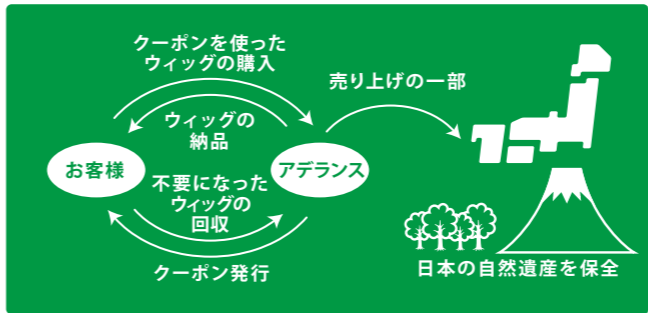 クーポンを使った
ウィッグの購入
売り上げの一部
ウィッグの
納品
お客様
アデランス
不要になった
ウィッグの
回収
クーポン発行
日本の自然遺産を保全